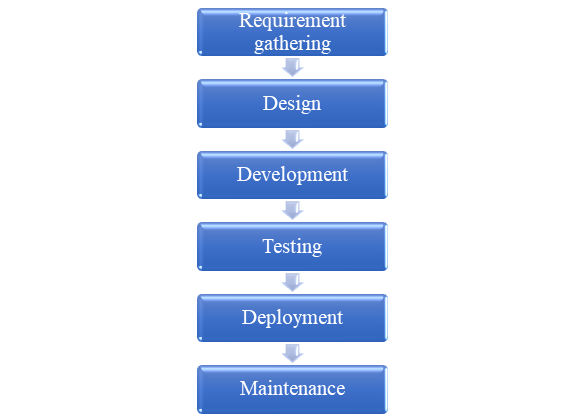 Requirement
gathering
Design
Development
Testing
Deployment
Maintenance